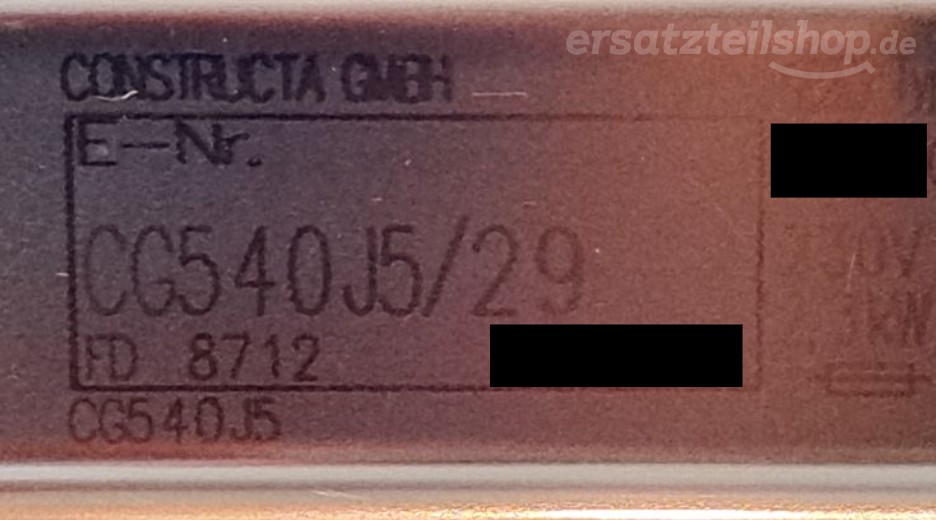 ersatzteilshop.de
CONSTRUCTA GMBH
E-Nr.
CG540J5/29
FD 8712
CG540J5